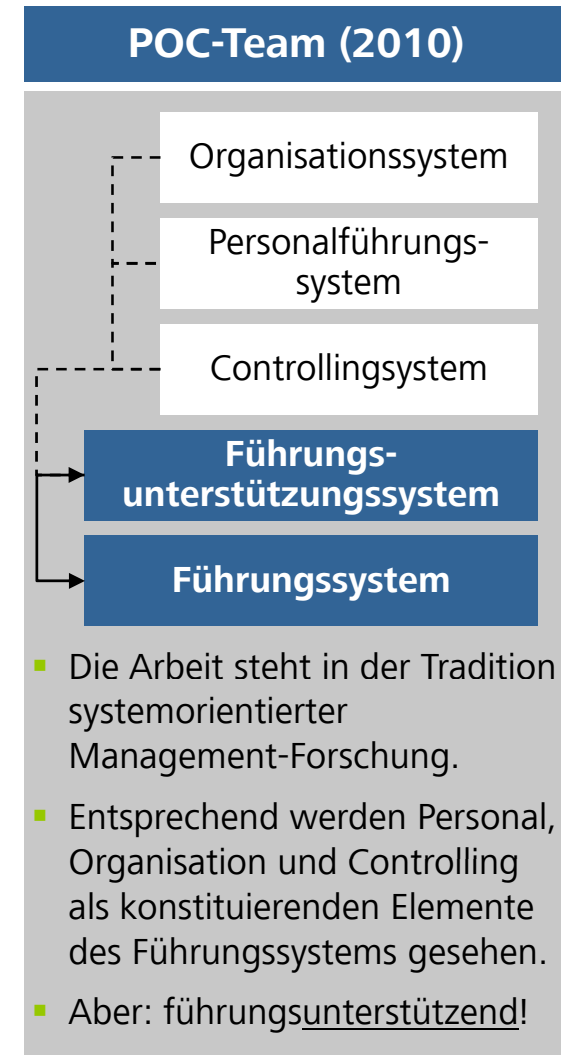 POC-Team (2010)
Organisationssystem
Personalführungs-
system
Controllingsystem
Führungs-
unterstützungssystem
Führungssystem
Die Arbeit steht in der Tradition
systemorientierter
Management-Forschung.
Entsprechend werden Personal,
Organisation und Controlling
als konstituierenden Elemente
des Führungssystems gesehen.
Aber: führungsunterstützend!